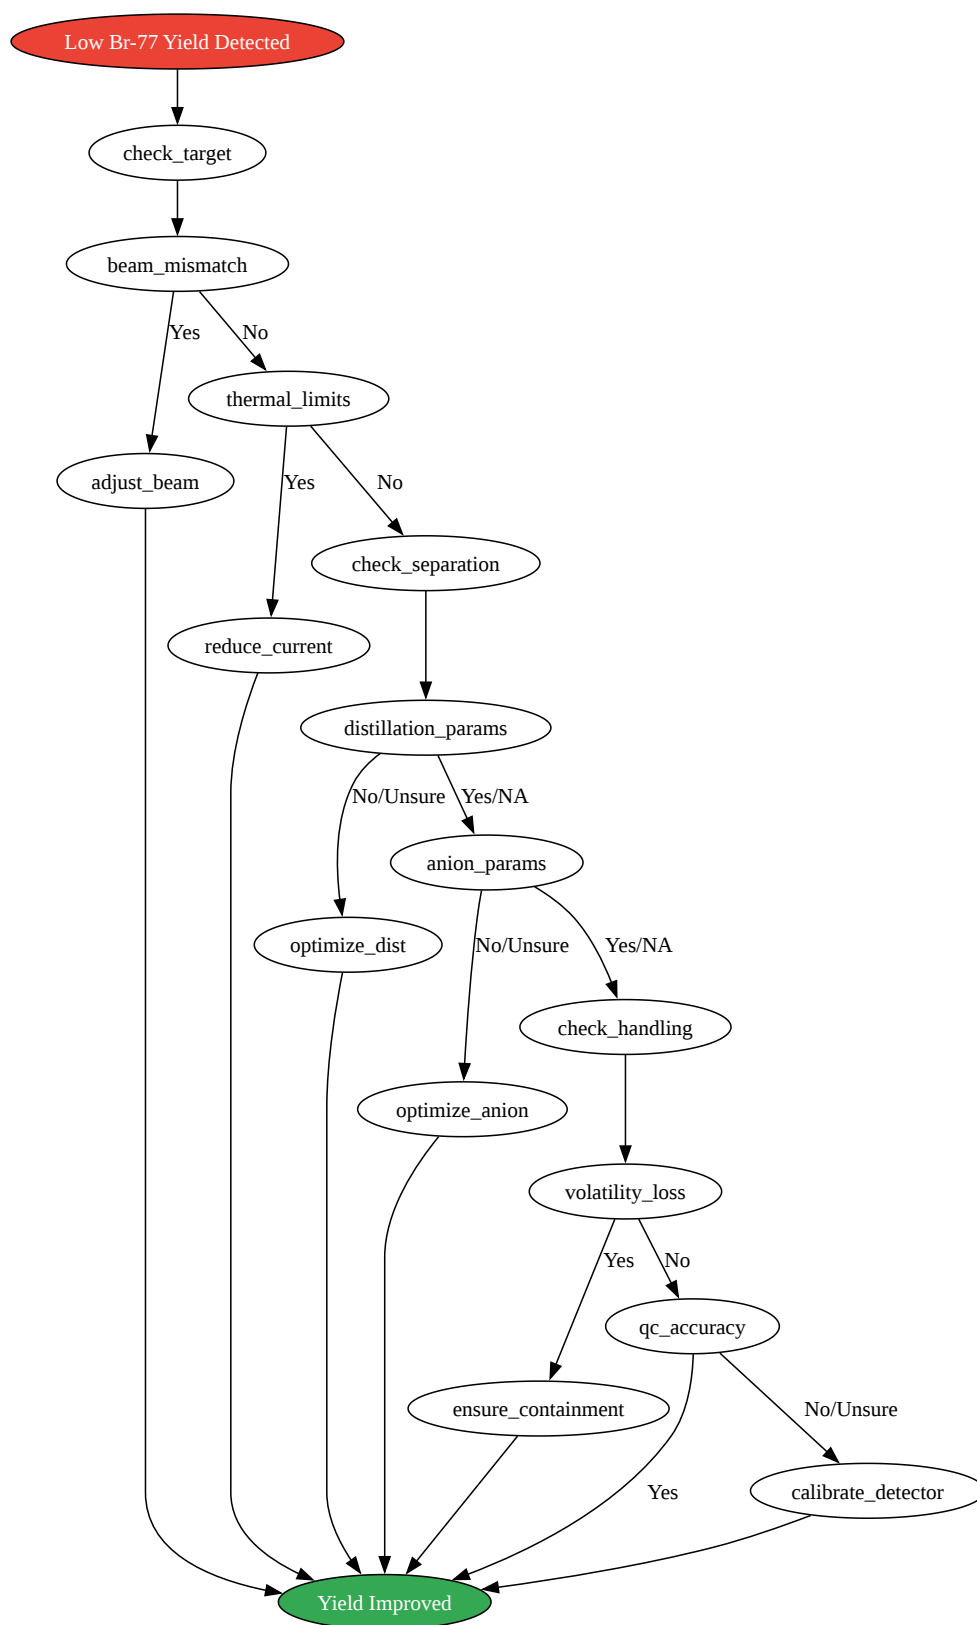 Low Br-77 Yield Detected
check_target
beam_mismatch
Yes
No
thermal_limits
adjust_beam
Yes
No
check_separation
reduce_current
distillation_params
No/Unsure
Yes/NA
anion_params
optimize_dist
No/Unsure
Yes/NA
check_handling
optimize_anion
volatility_loss
Yes
No
qc_accuracy
ensure_containment
No/Unsure
Yes
calibrate_detector
Yield Improved